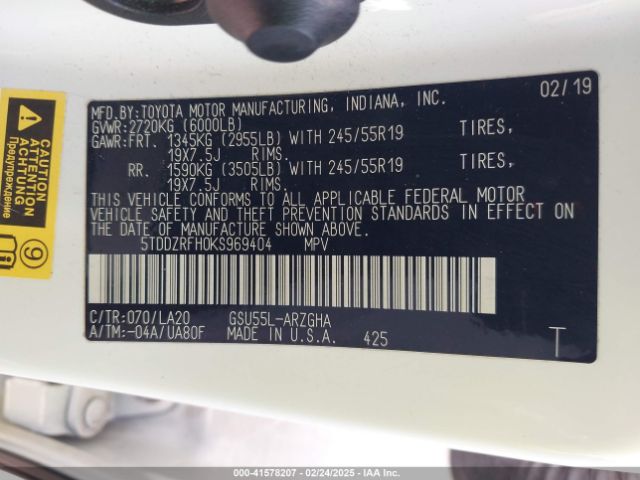 MFD.BY:TOYOTA MOTOR MANUFACTURING, INDIANA, INC. 02/19
GVWR:2720KG (6000LB)
GAWR:FRT. 1345KG (2955LB) WITH 245/55R19 TIRES,
19X7.5J RIMS.
RR. 1590KG (3505LB) WITH 245/55R19 TIRES,
19X7.5J RIMS.
THIS VEHICLE CONFORMS TO ALL APPLICABLE FEDERAL MOTOR
VEHICLE SAFETY AND THEFT PREVENTION STANDARDS IN EFFECT ON
THE DATE OF MANUFACTURE SHOWN ABOVE.
5TDDZRFH0KS969404 MPV
C/TR:070/LA20 GSU55L-ARZGHA
A/TM:-04A/UA80F MADE IN U.S.A. 425 T
CAUTION
ATTENTION
ACHTUNG
Предупреждение
9
000-41578207 - 02/24/2025 - IAA Inc.